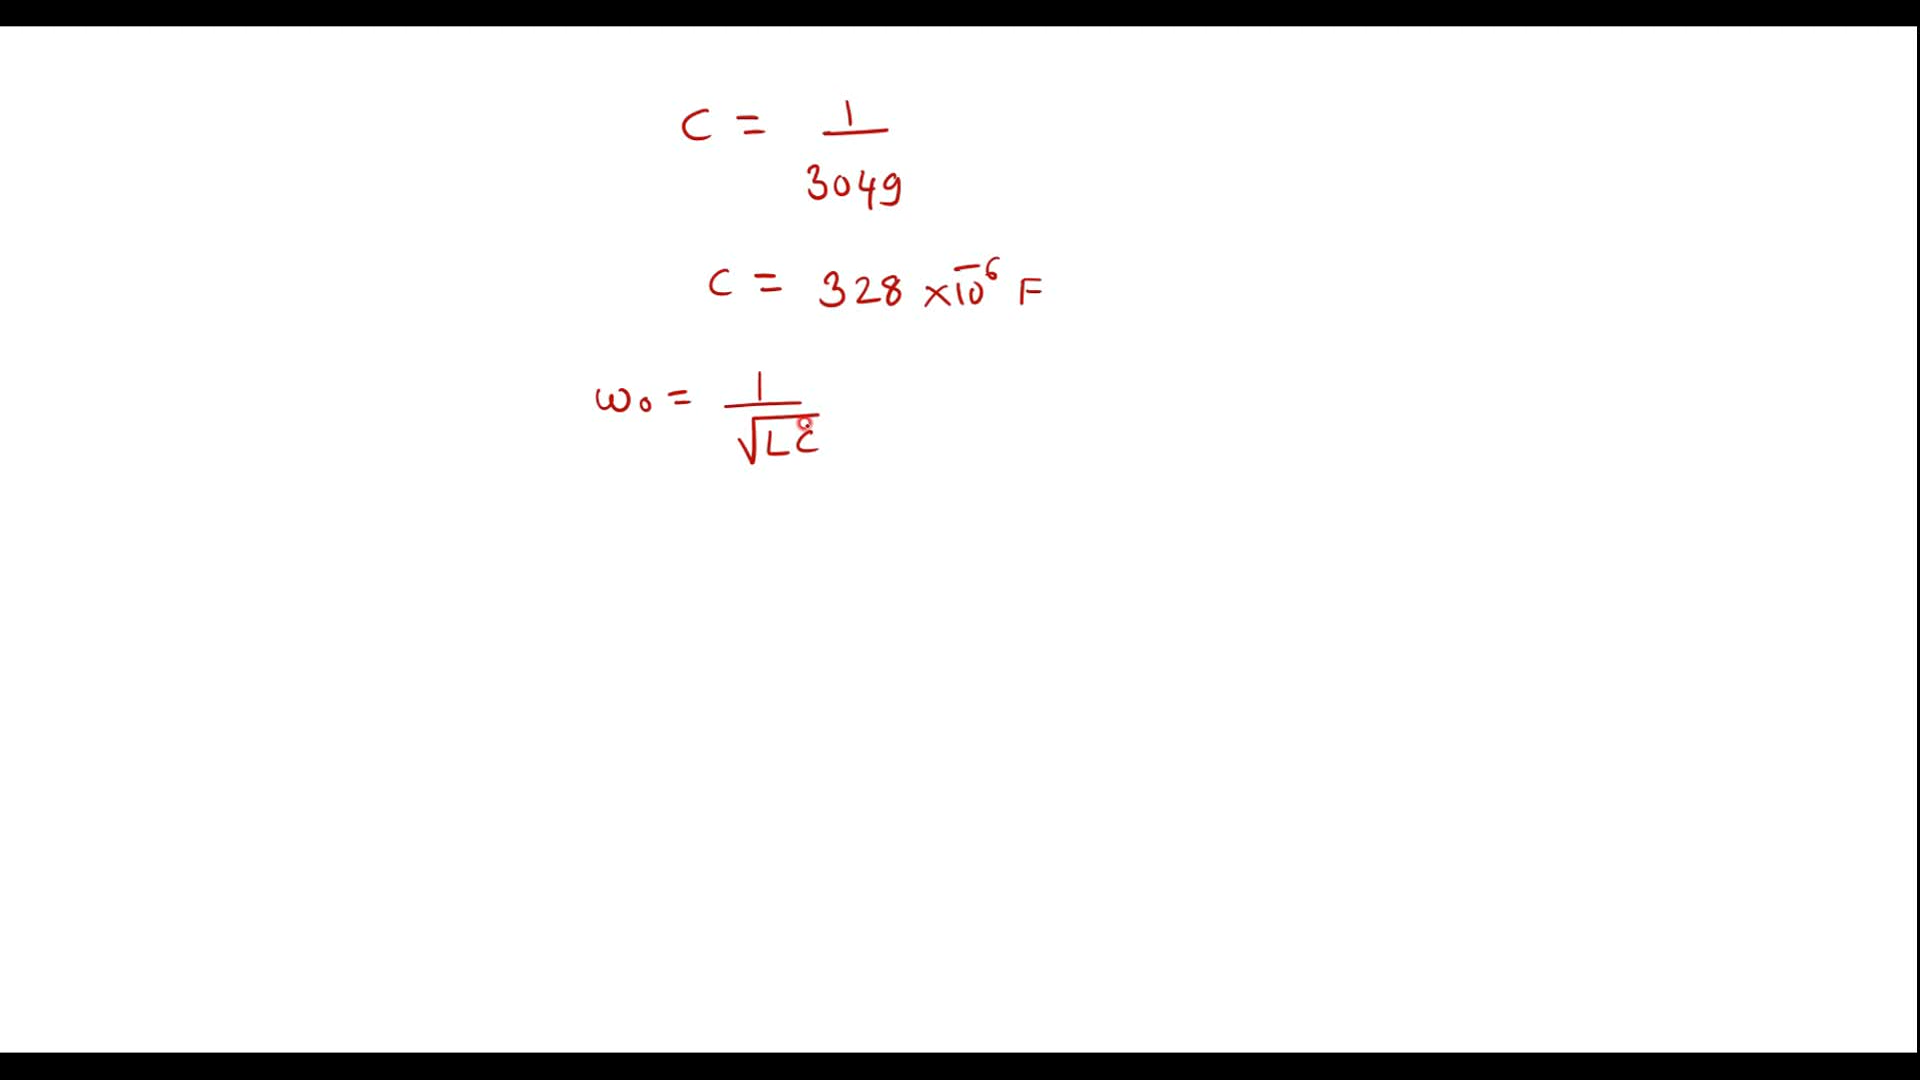 C = 1/3049
C = 328 ×10⁻⁶ F
ω₀ = 1/√LC